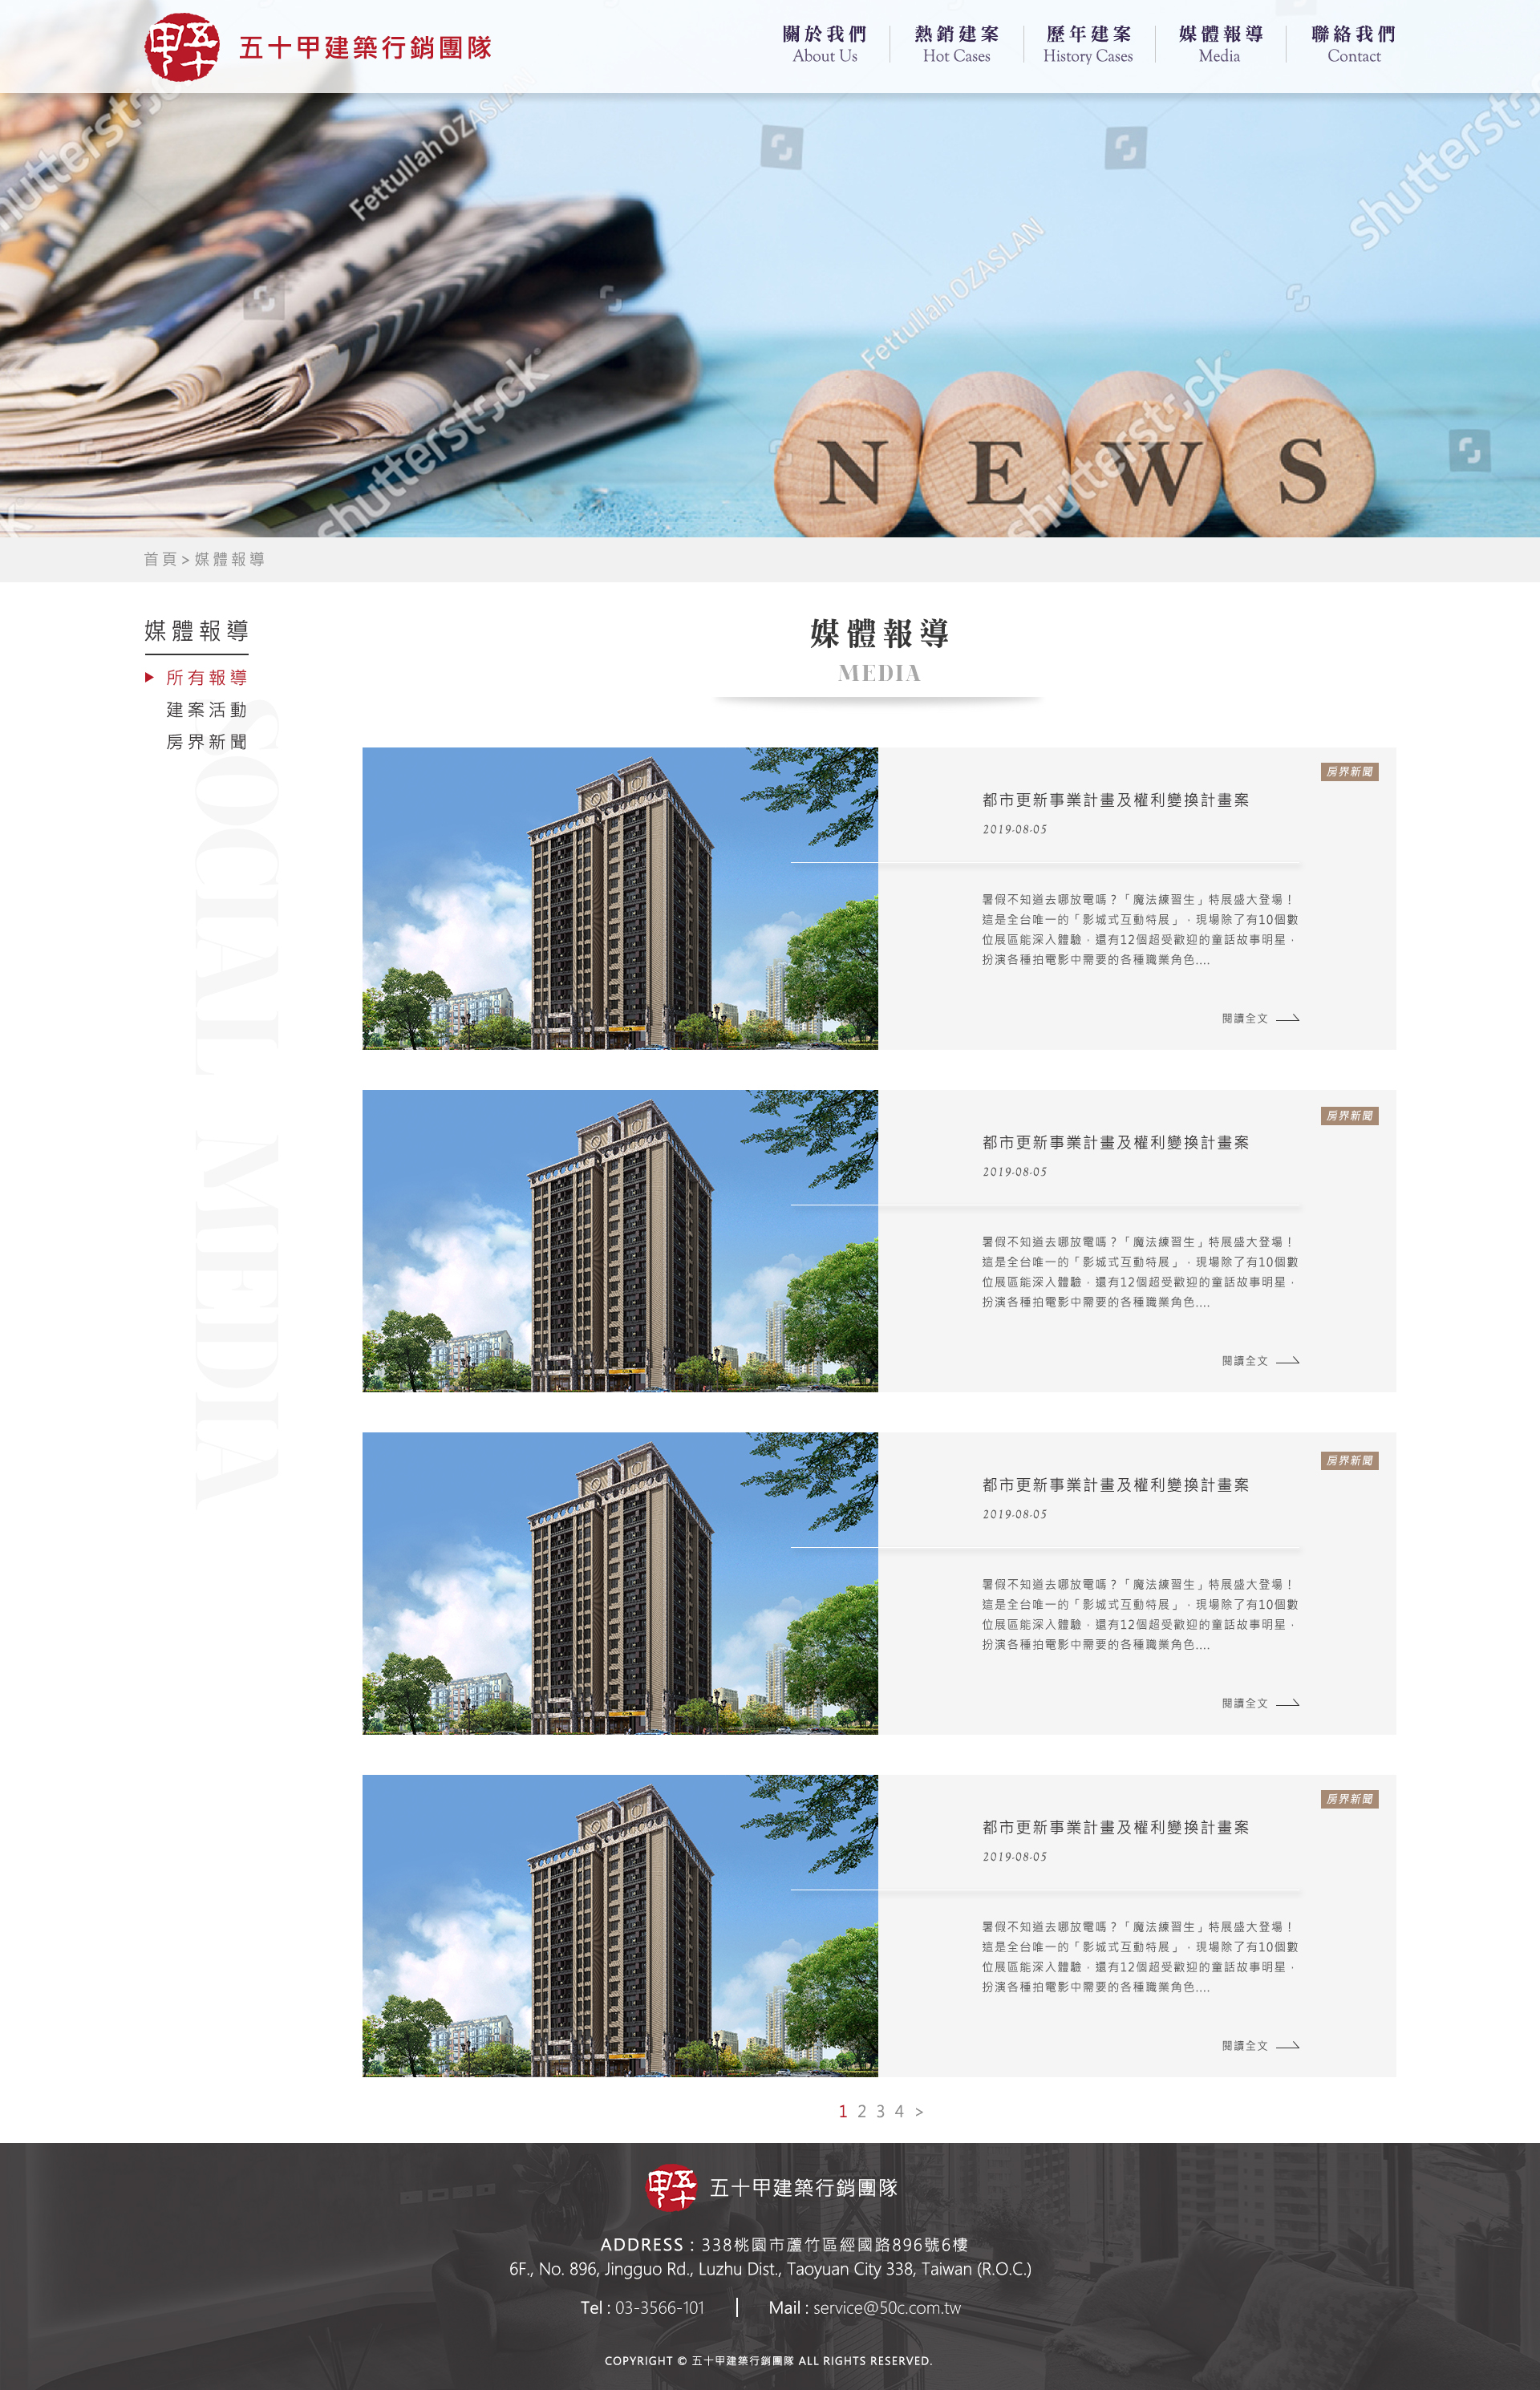 五十甲
五十甲建築行銷團隊
關於我們
About Us
熱銷建案
Hot Cases
歷年建案
History Cases
媒體報導
Media
聯絡我們
Contact
shutterstock
Fettullah OZASLAN
shutterstock
Fettullah OZASLAN
shutterstock
shutterstock
NEWS
首頁>媒體報導
媒體報導
所有報導
建案活動
房界新聞
SOCIAL MEDIA
媒體報導
MEDIA
房界新聞
都市更新事業計畫及權利變換計畫案
2019-08-05
暑假不知道去哪放電嗎？「魔法練習生」特展盛大登場！
這是全台唯一的「影城式互動特展」，現場除了有10個數
位展區能深入體驗，還有12個超受歡迎的童話故事明星，
扮演各種拍電影中需要的各種職業角色....
閱讀全文
房界新聞
都市更新事業計畫及權利變換計畫案
2019-08-05
暑假不知道去哪放電嗎？「魔法練習生」特展盛大登場！
這是全台唯一的「影城式互動特展」，現場除了有10個數
位展區能深入體驗，還有12個超受歡迎的童話故事明星，
扮演各種拍電影中需要的各種職業角色....
閱讀全文
房界新聞
都市更新事業計畫及權利變換計畫案
2019-08-05
暑假不知道去哪放電嗎？「魔法練習生」特展盛大登場！
這是全台唯一的「影城式互動特展」，現場除了有10個數
位展區能深入體驗，還有12個超受歡迎的童話故事明星，
扮演各種拍電影中需要的各種職業角色....
閱讀全文
房界新聞
都市更新事業計畫及權利變換計畫案
2019-08-05
暑假不知道去哪放電嗎？「魔法練習生」特展盛大登場！
這是全台唯一的「影城式互動特展」，現場除了有10個數
位展區能深入體驗，還有12個超受歡迎的童話故事明星，
扮演各種拍電影中需要的各種職業角色....
閱讀全文
1 2 3 4 >
五十甲
五十甲建築行銷團隊
ADDRESS : 338桃園市蘆竹區經國路896號6樓
6F., No. 896, Jingguo Rd., Luzhu Dist., Taoyuan City 338, Taiwan (R.O.C.)
Tel : 03-3566-101 | Mail : service@50c.com.tw
COPYRIGHT © 五十甲建築行銷團隊 ALL RIGHTS RESERVED.